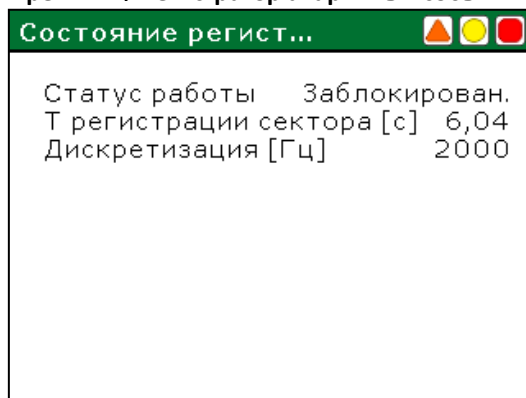 Состояние регист...
Статус работы Заблокирован.
Т регистрации сектора [с] 6,04
Дискретизация [Гц] 2000